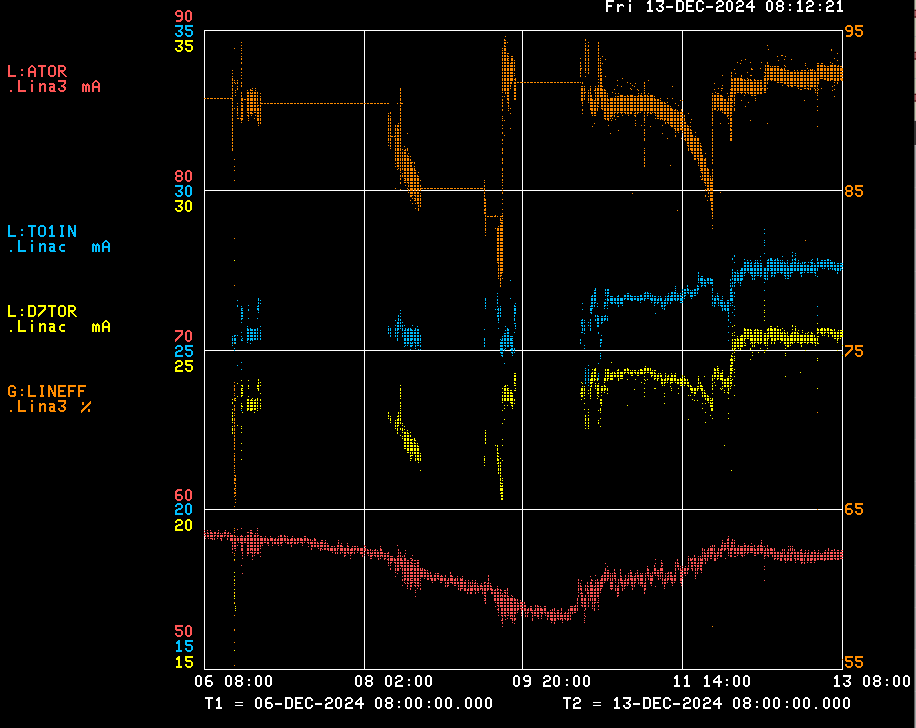 Fri 13-DEC-2024 08:12:21
90
35
35
95
L:ATOR
.Lina3 mA
80
30
30
85
L:TO1IN
.Linac mA
L:D7TOR
.Linac mA
70
25
25
75
G:LINEFF
.Lina3 %
60
20
20
65
50
15
15
55
06 08:00 08 02:00 09 20:00 11 14:00 13 08:00
T1 = 06-DEC-2024 08:00:00.000 T2 = 13-DEC-2024 08:00:00.000